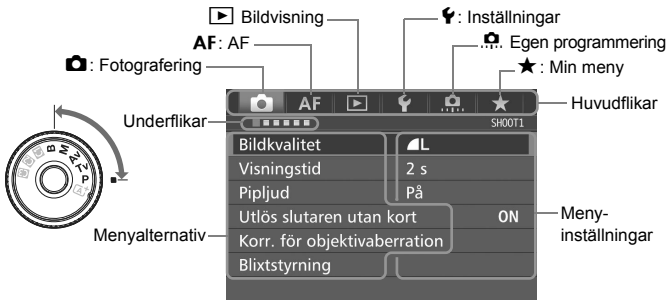 Bildvisning
: Inställningar
AF: AF
Egen programmering
: Fotografering
: Min meny
AF
Huvudflikar
Underflikar
SHOOT1
Bildkvalitet L
Visningstid 2 s
Pipljud På
Utlös slutaren utan kort ON
Korr. för objektivaberration
Blixtstyrning
Menyalternativ
Meny-
inställningar
B M Av Tv P A+